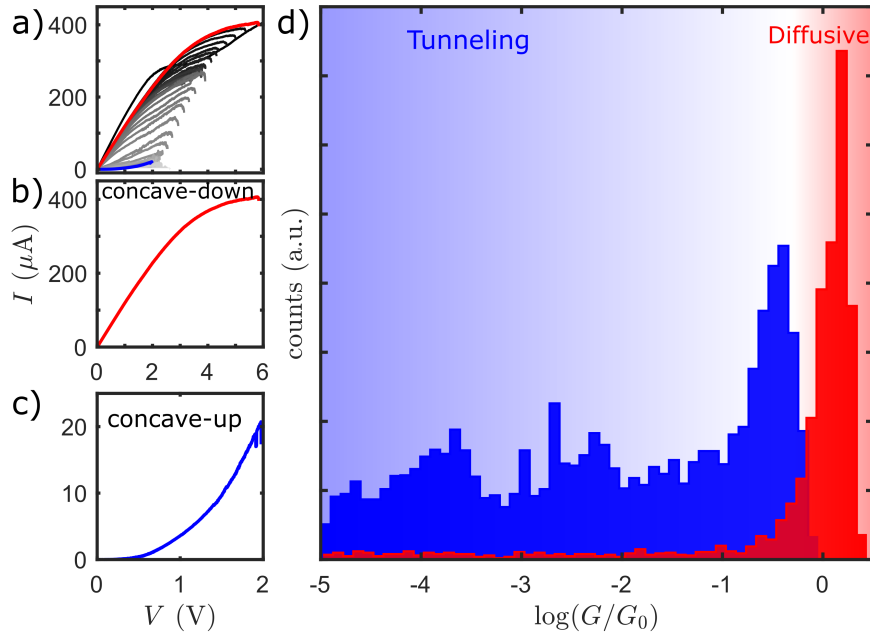 a)
400
200
0
b)
concave-down
400
200
0
0 2 4 6
I (μA)
c)
concave-up
20
10
0
0 1 2
V (V)
d)
Tunneling
Diffusive
counts (a.u.)
-5 -4 -3 -2 -1 0
log(G/G₀)